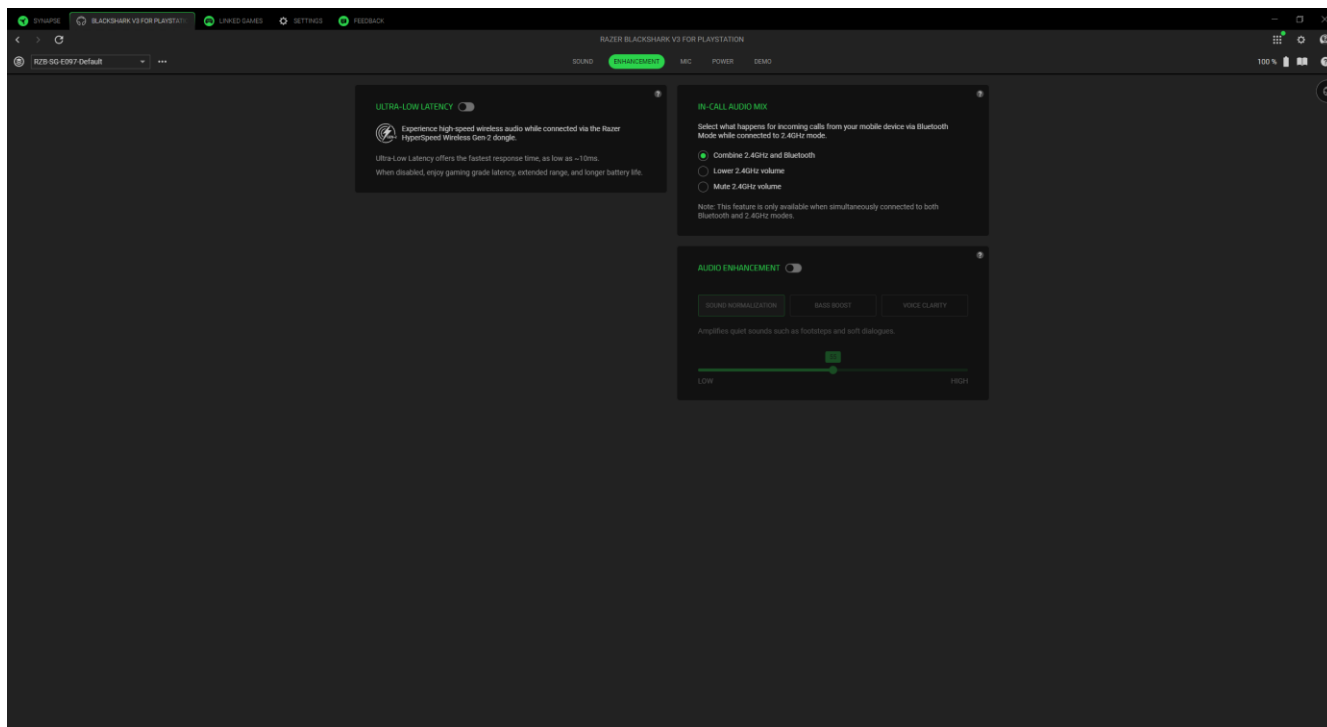 SYNAPSE
BLACKSHARK V3 FOR PLAYSTATI
LINKED GAMES
SETTINGS
FEEDBACK
RAZER BLACKSHARK V3 FOR PLAYSTATION
RZB-SG-E097-Default
SOUND
ENHANCEMENT
MIC
POWER
DEMO
100 %
ULTRA-LOW LATENCY
Experience high-speed wireless audio while connected via the Razer
HyperSpeed Wireless Gen-2 dongle.
Ultra-Low Latency offers the fastest response time, as low as ~10ms.
When disabled, enjoy gaming grade latency, extended range, and longer battery life.
IN-CALL AUDIO MIX
Select what happens for incoming calls from your mobile device via Bluetooth
Mode while connected to 2.4GHz mode.
Combine 2.4GHz and Bluetooth
Lower 2.4GHz volume
Mute 2.4GHz volume
Note: This feature is only available when simultaneously connected to both
Bluetooth and 2.4GHz modes.
AUDIO ENHANCEMENT
SOUND NORMALIZATION
BASS BOOST
VOICE CLARITY
Amplifies quiet sounds such as footsteps and soft dialogues.
LOW
HIGH